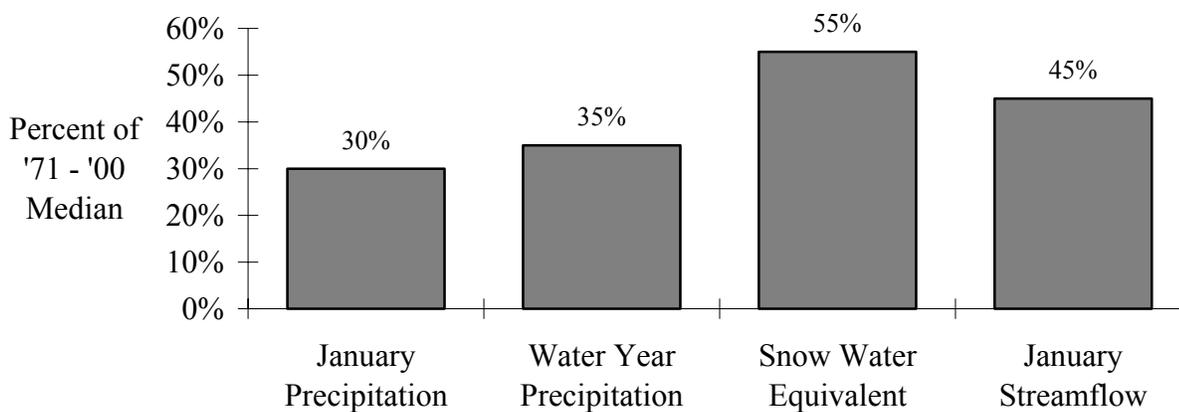 Percent of
'71 - '00
Median
60%
50%
40%
30%
20%
10%
0%
30%
35%
55%
45%
January
Precipitation
Water Year
Precipitation
Snow Water
Equivalent
January
Streamflow